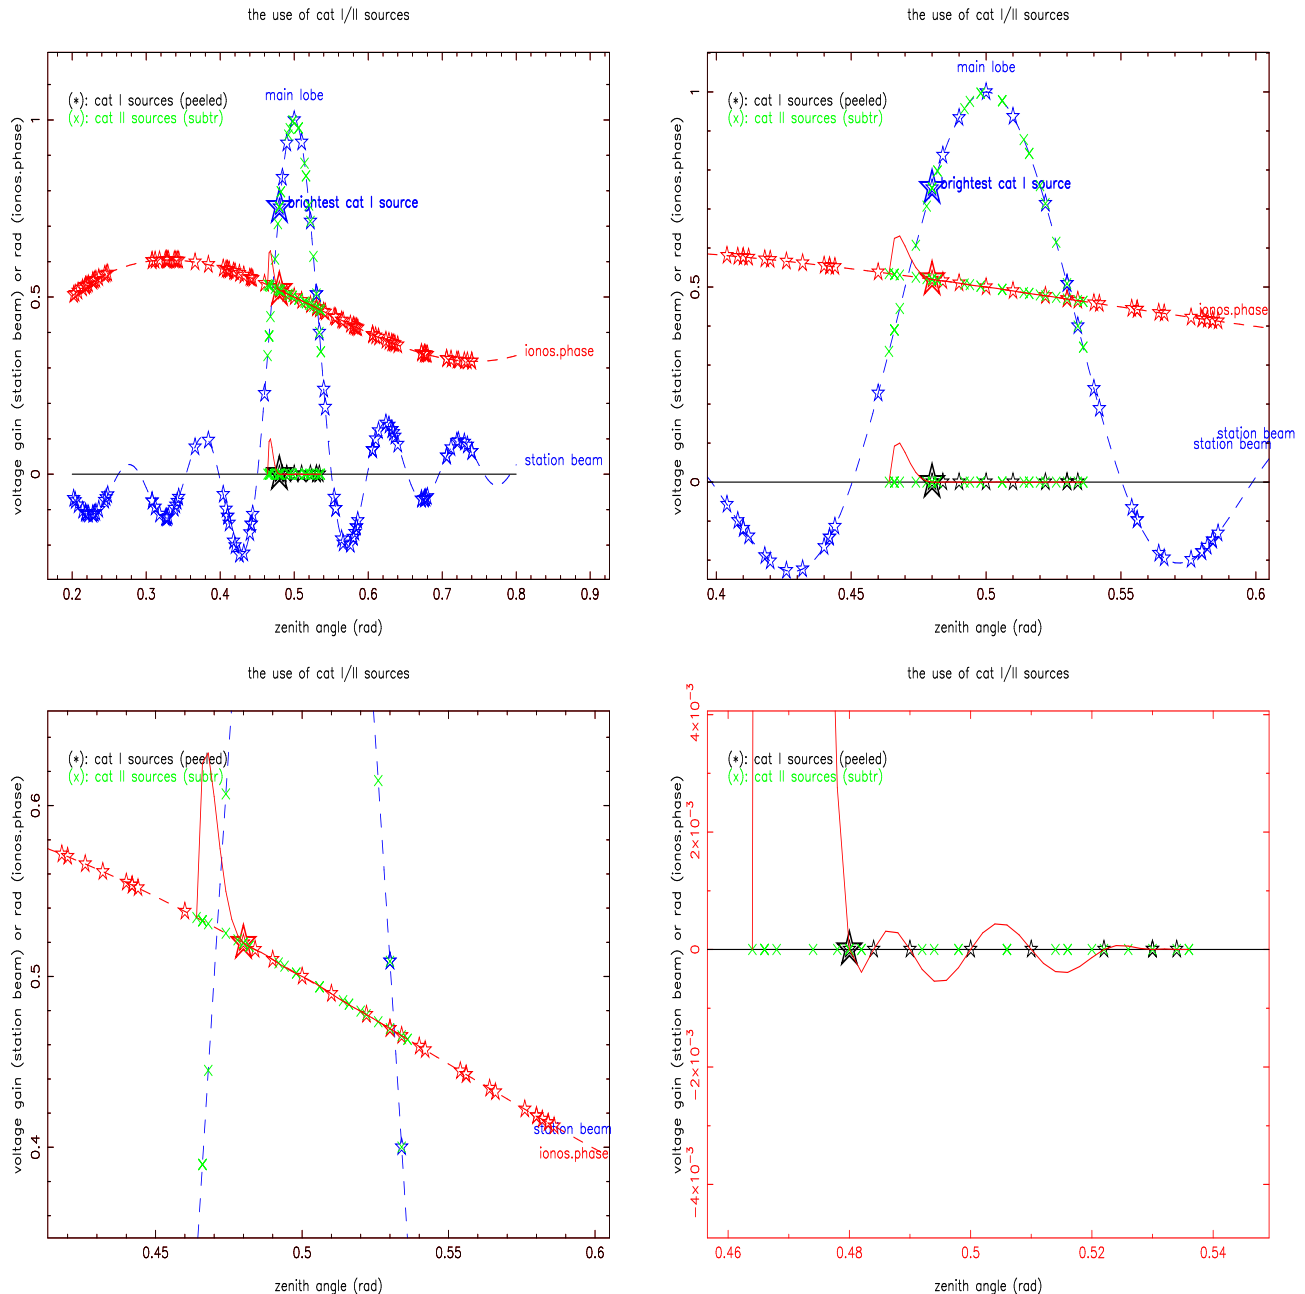 the use of cat I/II sources
(*): cat I sources (peeled)
(x): cat II sources (subtr)
main lobe
brightest cat I source
ionos.phase
station beam
voltage gain (station beam) or rad (ionos.phase)
1
0.5
0
0.2 0.3 0.4 0.5 0.6 0.7 0.8 0.9
zenith angle (rad)
the use of cat I/II sources
main lobe
(*): cat I sources (peeled)
(x): cat II sources (subtr)
brightest cat I source
ionos.phase
station beam
station beam
voltage gain (station beam) or rad (ionos.phase)
1
0.5
0
0.4 0.45 0.5 0.55 0.6
zenith angle (rad)
the use of cat I/II sources
(*): cat I sources (peeled)
(x): cat II sources (subtr)
station beam
ionos.phase
voltage gain (station beam) or rad (ionos.phase)
0.6
0.5
0.4
0.45 0.5 0.55 0.6
zenith angle (rad)
the use of cat I/II sources
(*): cat I sources (peeled)
(x): cat II sources (subtr)
voltage gain (station beam) or rad (ionos.phase)
4×10⁻³
2×10⁻³
0
−2×10⁻³
−4×10⁻³
0.46 0.48 0.5 0.52 0.54
zenith angle (rad)